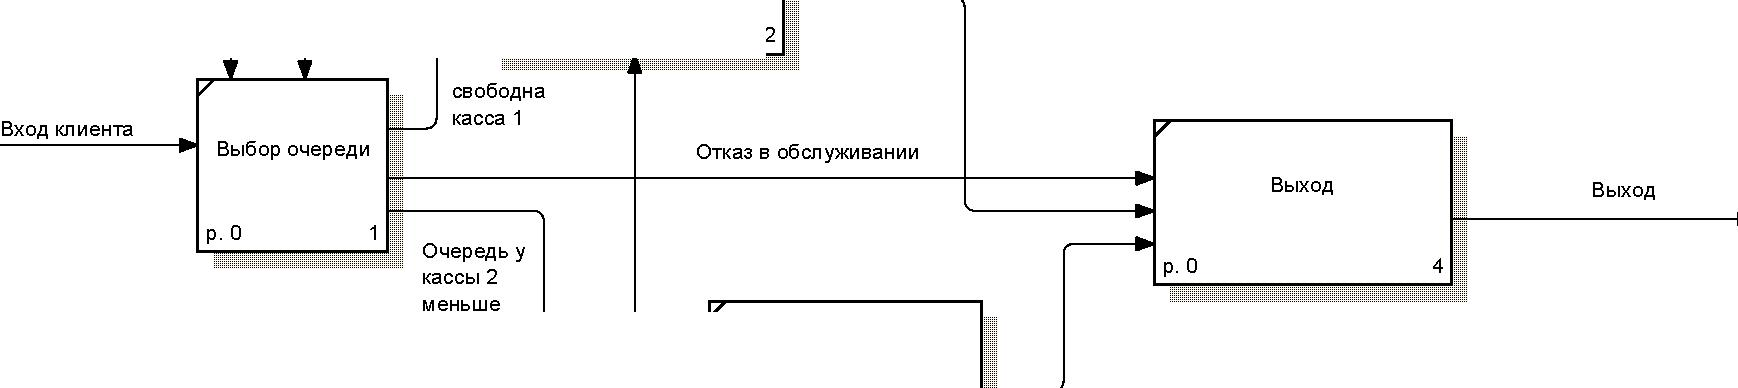 2
свободна
касса 1
Вход клиента
Выбор очереди
Отказ в обслуживании
Выход
Выход
р. 0
1
Очередь у
кассы 2
меньше
р. 0
4